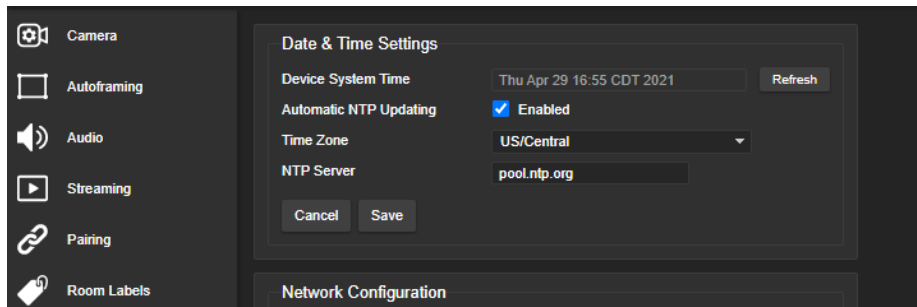 Camera
Autoframing
Audio
Streaming
Pairing
Room Labels
Date & Time Settings
Device System Time Thu Apr 29 16:55 CDT 2021 Refresh
Automatic NTP Updating Enabled
Time Zone US/Central
NTP Server pool.ntp.org
Cancel Save
Network Configuration